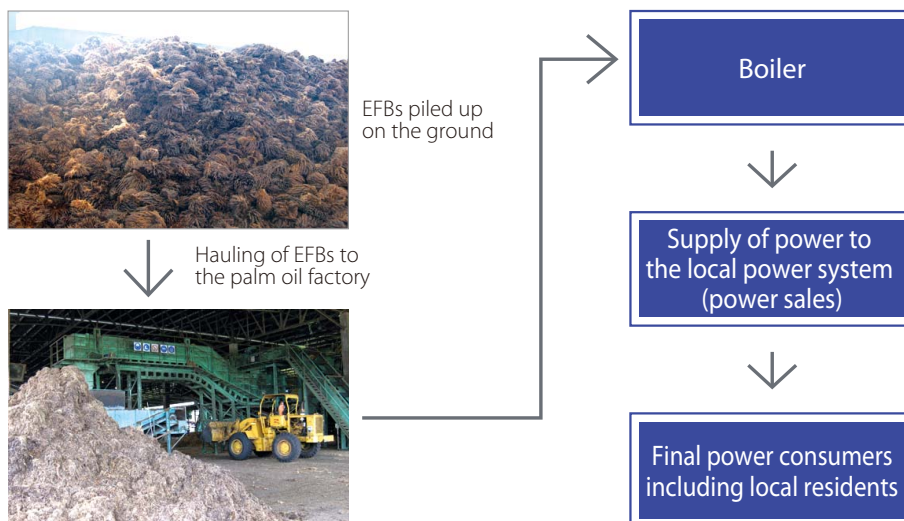 EFBs piled up
on the ground
Hauling of EFBs to
the palm oil factory
Boiler
Supply of power to
the local power system
(power sales)
Final power consumers
including local residents